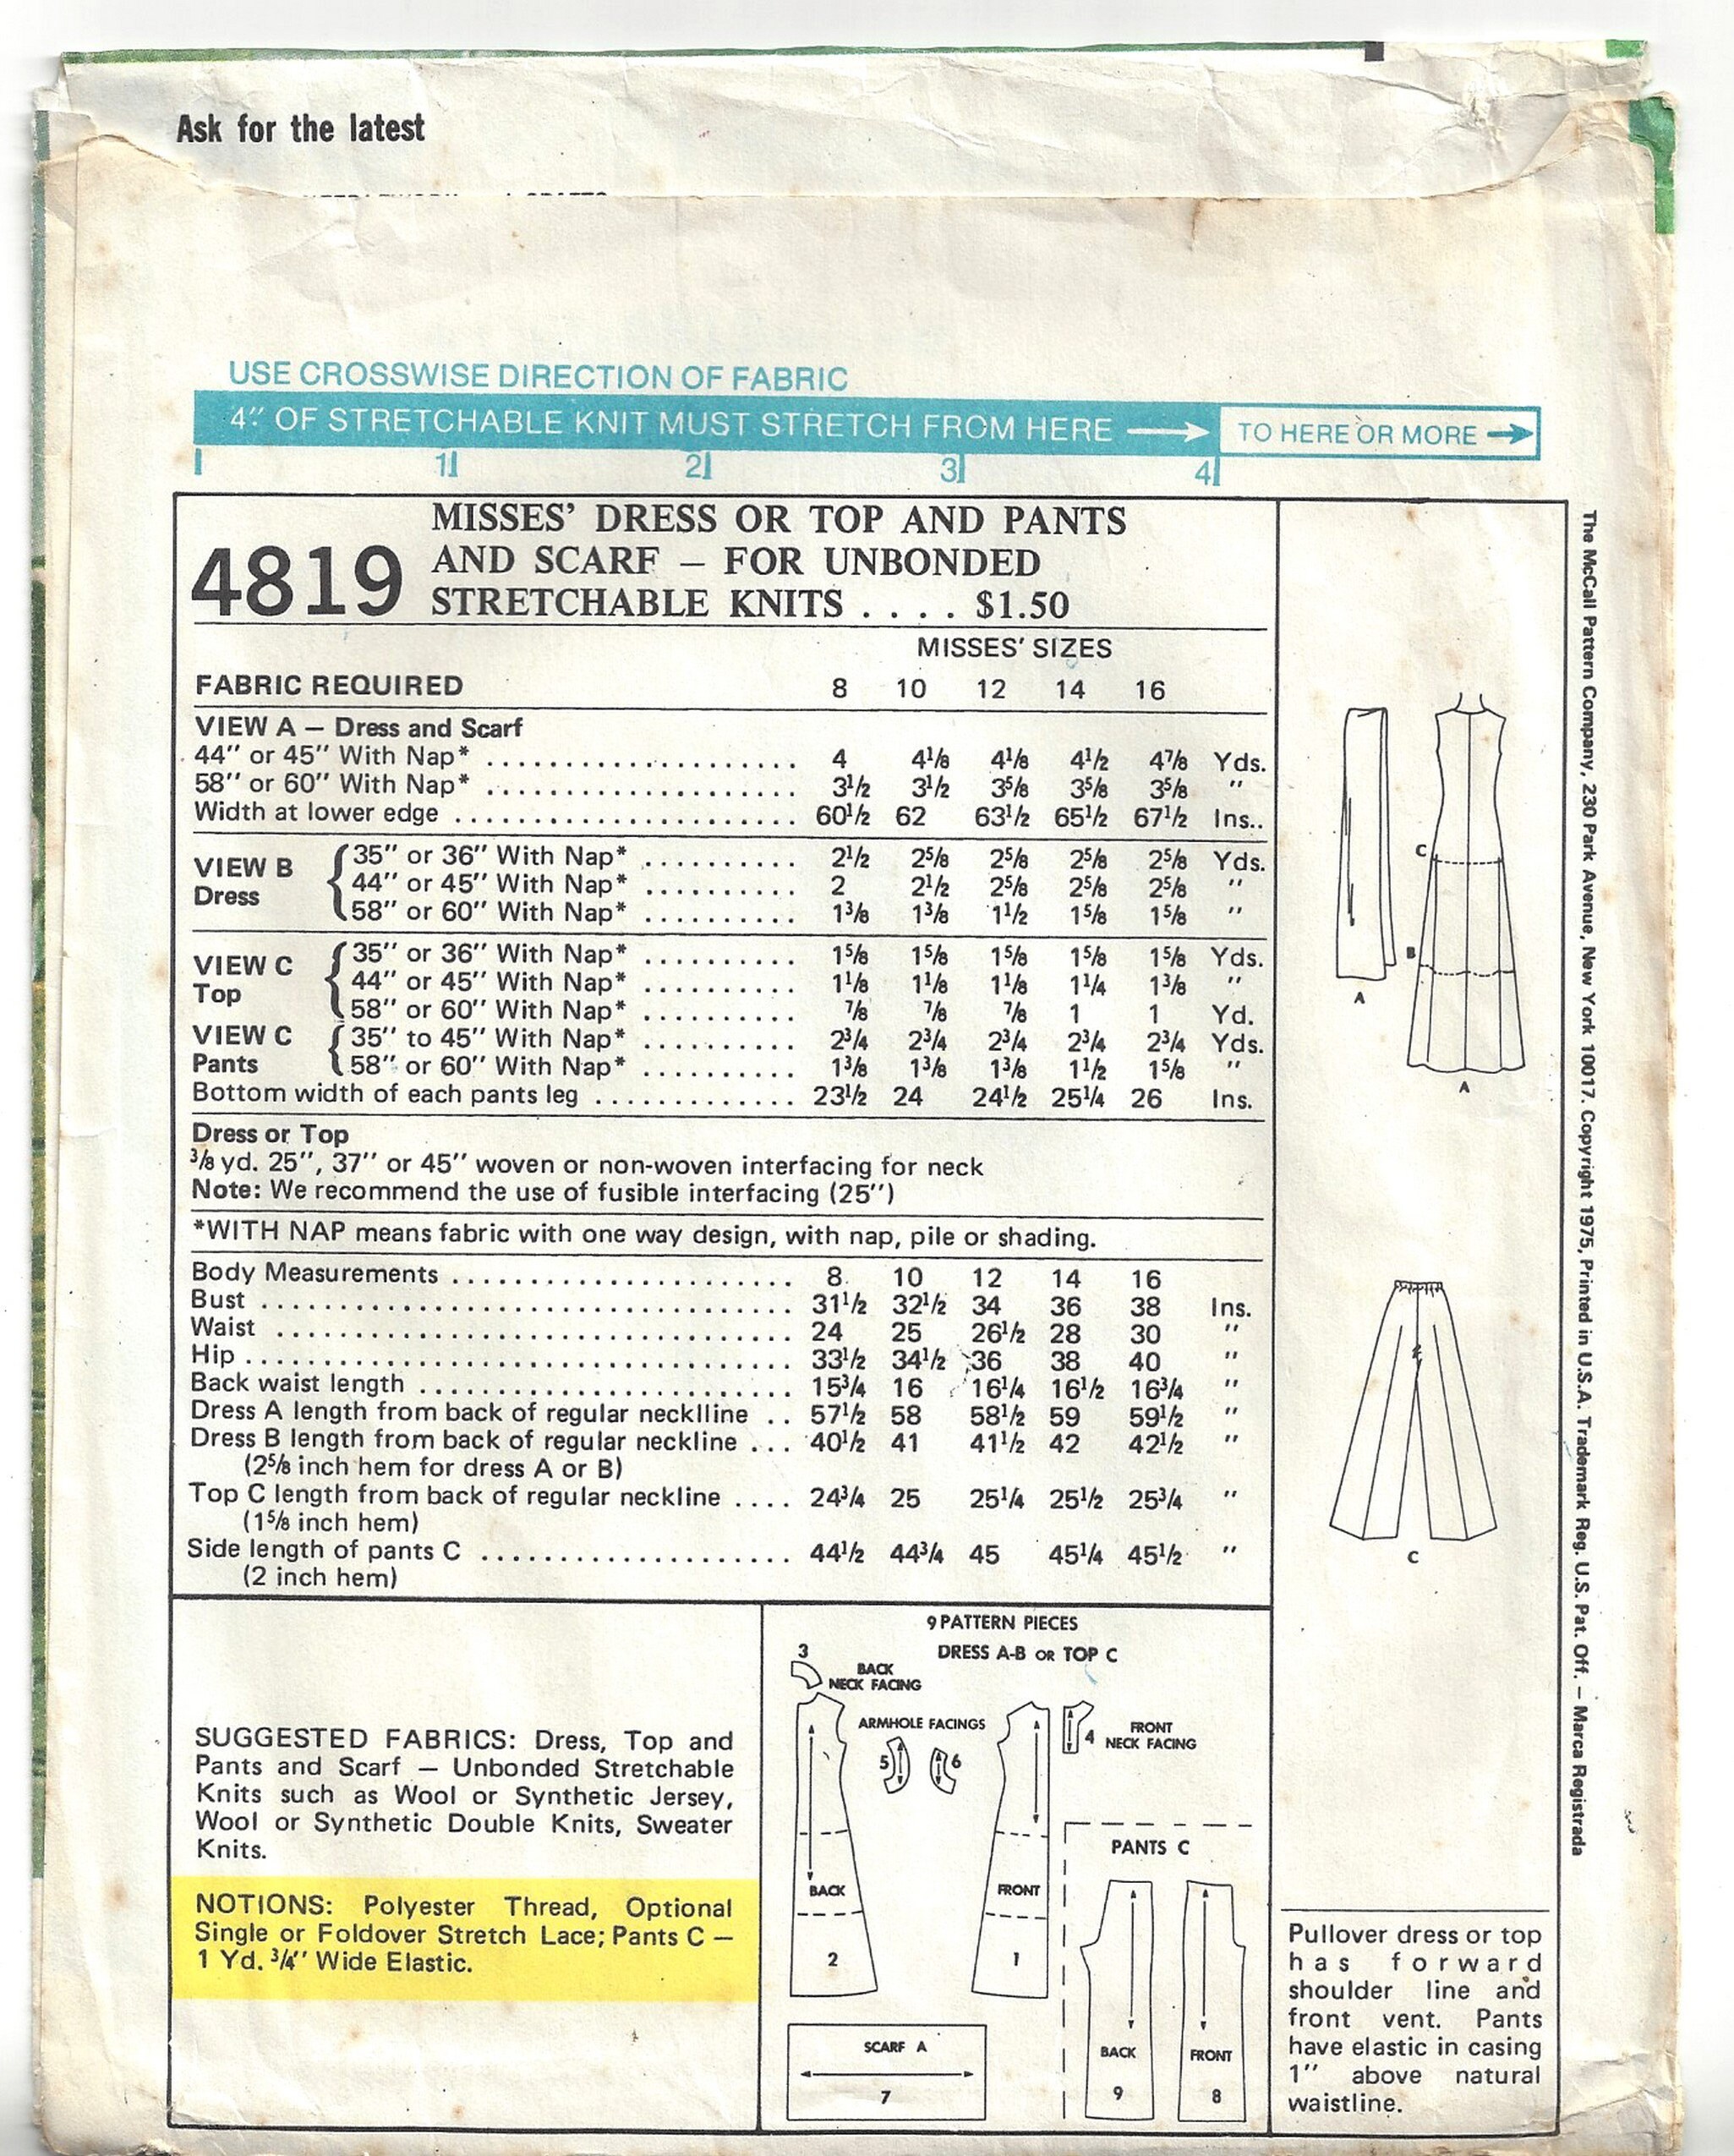 Ask for the latest
USE CROSSWISE DIRECTION OF FABRIC
4" OF STRETCHABLE KNIT MUST STRETCH FROM HERE → TO HERE OR MORE →
1 2 3 4
4819
MISSES' DRESS OR TOP AND PANTS
AND SCARF – FOR UNBONDED
STRETCHABLE KNITS . . . . $1.50
MISSES' SIZES
FABRIC REQUIRED 8 10 12 14 16
VIEW A – Dress and Scarf
44" or 45" With Nap* .................... 4 4⅛ 4⅛ 4½ 4⅞ Yds.
58" or 60" With Nap* .................... 3½ 3½ 3⅝ 3⅝ 3⅝ "
Width at lower edge ...................... 60½ 62 63½ 65½ 67½ Ins..
VIEW B Dress
35" or 36" With Nap* .......... 2½ 2⅝ 2⅝ 2⅝ 2⅝ Yds.
44" or 45" With Nap* .......... 2 2½ 2⅝ 2⅝ 2⅝ "
58" or 60" With Nap* .......... 1⅜ 1⅜ 1½ 1⅝ 1⅝ "
VIEW C Top
35" or 36" With Nap* .......... 1⅝ 1⅝ 1⅝ 1⅝ 1⅝ Yds.
44" or 45" With Nap* .......... 1⅛ 1⅛ 1⅛ 1¼ 1⅜ "
58" or 60" With Nap* .......... ⅞ ⅞ ⅞ 1 1 Yd.
VIEW C Pants
35" to 45" With Nap* .......... 2¾ 2¾ 2¾ 2¾ 2¾ Yds.
58" or 60" With Nap* .......... 1⅜ 1⅜ 1⅜ 1½ 1⅝ "
Bottom width of each pants leg ............. 23½ 24 24½ 25¼ 26 Ins.
Dress or Top
⅜ yd. 25", 37" or 45" woven or non-woven interfacing for neck
Note: We recommend the use of fusible interfacing (25")
*WITH NAP means fabric with one way design, with nap, pile or shading.
Body Measurements ...................... 8 10 12 14 16
Bust .................................. 31½ 32½ 34 36 38 Ins.
Waist ................................. 24 25 26½ 28 30 "
Hip ................................... 33½ 34½ 36 38 40 "
Back waist length ........................ 15¾ 16 16¼ 16½ 16¾ "
Dress A length from back of regular necklline .. 57½ 58 58½ 59 59½ "
Dress B length from back of regular neckline ... 40½ 41 41½ 42 42½ "
(2⅝ inch hem for dress A or B)
Top C length from back of regular neckline .... 24¾ 25 25¼ 25½ 25¾ "
(1⅝ inch hem)
Side length of pants C .................... 44½ 44¾ 45 45¼ 45½ "
(2 inch hem)
C
B
A
A
C
The McCall Pattern Company, 230 Park Avenue, New York 10017. Copyright 1975, Printed in U.S.A. Trademark Reg. U.S. Pat. Off. – Marca Registrada
SUGGESTED FABRICS: Dress, Top and
Pants and Scarf – Unbonded Stretchable
Knits such as Wool or Synthetic Jersey,
Wool or Synthetic Double Knits, Sweater
Knits.
NOTIONS: Polyester Thread, Optional
Single or Foldover Stretch Lace; Pants C –
1 Yd. ¾" Wide Elastic.
9 PATTERN PIECES
DRESS A-B OR TOP C
3
BACK
NECK FACING
ARMHOLE FACINGS
5 6
4
FRONT
NECK FACING
BACK
2
FRONT
1
PANTS C
BACK
9
FRONT
8
SCARF A
7
Pullover dress or top
has forward
shoulder line and
front vent. Pants
have elastic in casing
1" above natural
waistline.